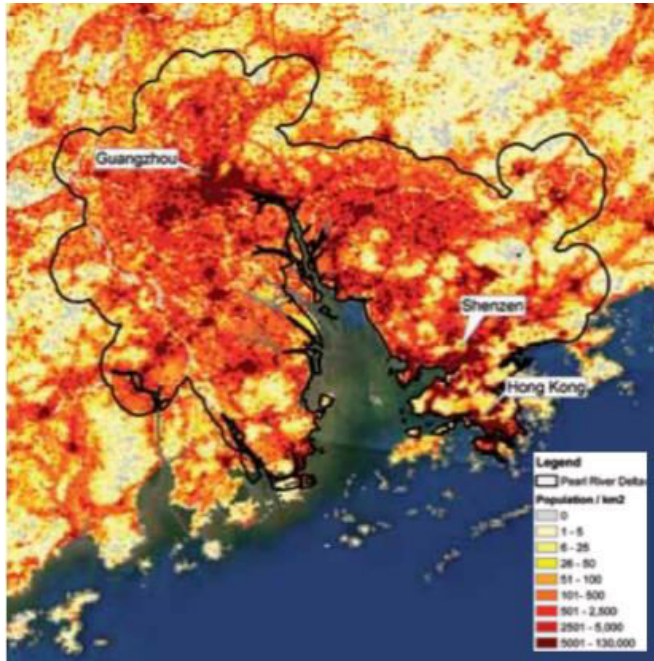 Guangzhou
Shenzen
Hong Kong
Legend
Pearl River Delta
Population / km2
0
1 - 5
6 - 25
26 - 50
51 - 100
101- 500
501 - 2,500
2501 - 5,000
5001 - 130,000